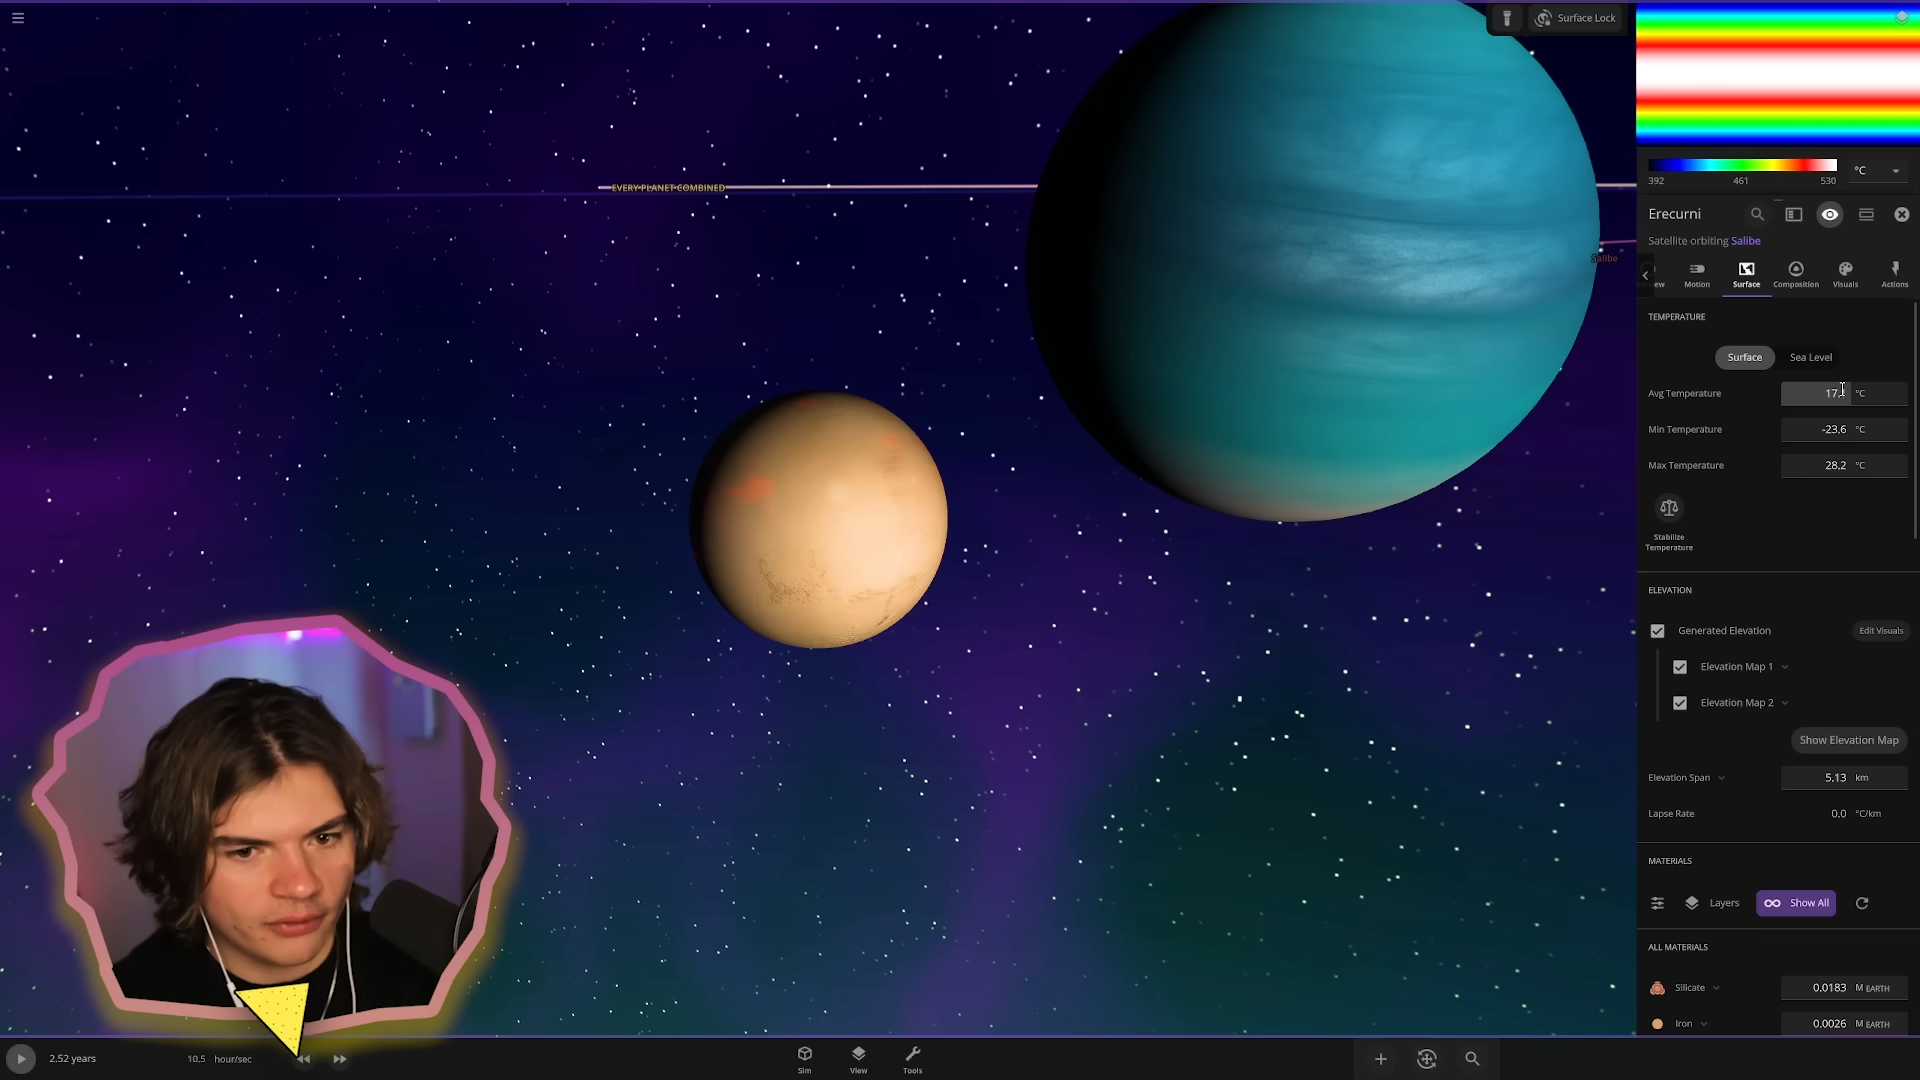 Surface Lock
EVERY PLANET COMBINED
Salibe
392 461 530 °C
Erecurni
Satellite orbiting Salibe
Motion Surface Composition Visuals Actions
TEMPERATURE
Surface Sea Level
Avg Temperature °C
Min Temperature -23.6 °C
Max Temperature 28.2 °C
Stabilize
Temperature
ELEVATION
Generated Elevation Edit Visuals
Elevation Map 1
Elevation Map 2
Show Elevation Map
Elevation Span 5.13 km
Lapse Rate 0.0 °C/km
MATERIALS
Layers Show All
ALL MATERIALS
Silicate 0.0183 M EARTH
Iron 0.0026 M EARTH
2.52 years 10.5 hour/sec
Sim View Tools